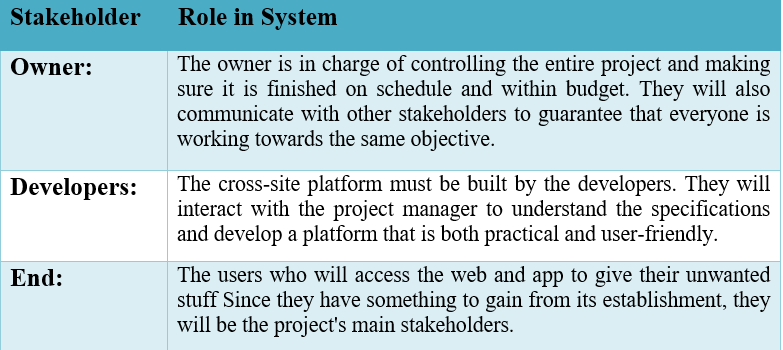 Stakeholder Role in System
Owner: The owner is in charge of controlling the entire project and making
sure it is finished on schedule and within budget. They will also
communicate with other stakeholders to guarantee that everyone is
working towards the same objective.
Developers: The cross-site platform must be built by the developers. They will
interact with the project manager to understand the specifications
and develop a platform that is both practical and user-friendly.
End: The users who will access the web and app to give their unwanted
stuff Since they have something to gain from its establishment, they
will be the project's main stakeholders.